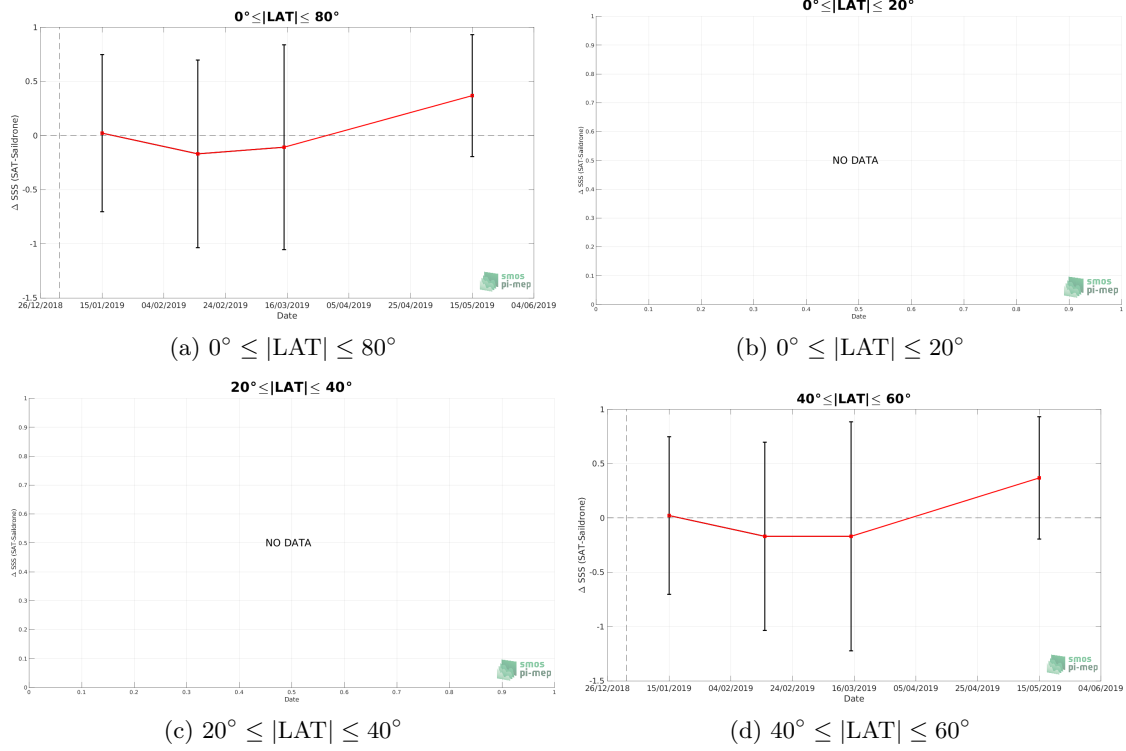 0°≤|LAT|≤ 80°
1
0.5
0
-0.5
-1
-1.5
Δ SSS (SAT-Saildrone)
26/12/2018 15/01/2019 04/02/2019 24/02/2019 16/03/2019 05/04/2019 25/04/2019 15/05/2019 04/06/2019
Date
smos
pi-mep
(a) 0° ≤ |LAT| ≤ 80°
0°≤|LAT|≤ 20°
1
0.9
0.8
0.7
0.6
0.5
0.4
0.3
0.2
0.1
0
Δ SSS (SAT-Saildrone)
NO DATA
0 0.1 0.2 0.3 0.4 0.5 0.6 0.7 0.8 0.9 1
Date
smos
pi-mep
(b) 0° ≤ |LAT| ≤ 20°
20°≤|LAT|≤ 40°
1
0.9
0.8
0.7
0.6
0.5
0.4
0.3
0.2
0.1
0
Δ SSS (SAT-Saildrone)
NO DATA
0 0.1 0.2 0.3 0.4 0.5 0.6 0.7 0.8 0.9 1
Date
smos
pi-mep
(c) 20° ≤ |LAT| ≤ 40°
40°≤|LAT|≤ 60°
1
0.5
0
-0.5
-1
-1.5
Δ SSS (SAT-Saildrone)
26/12/2018 15/01/2019 04/02/2019 24/02/2019 16/03/2019 05/04/2019 25/04/2019 15/05/2019 04/06/2019
Date
smos
pi-mep
(d) 40° ≤ |LAT| ≤ 60°